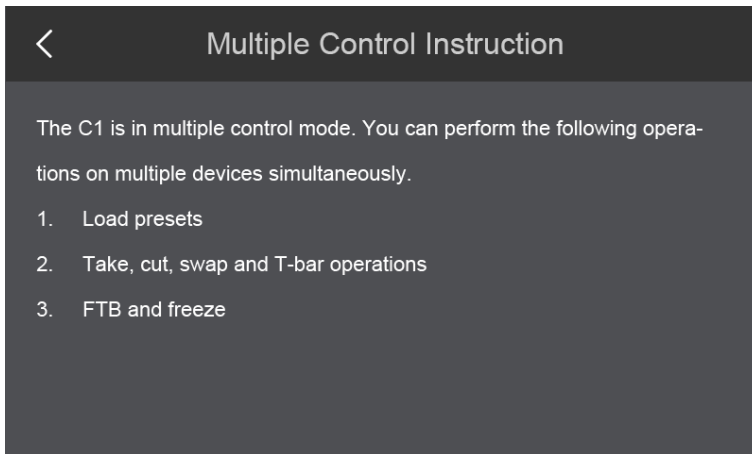 Multiple Control Instruction
The C1 is in multiple control mode. You can perform the following opera-
tions on multiple devices simultaneously.
1. Load presets
2. Take, cut, swap and T-bar operations
3. FTB and freeze